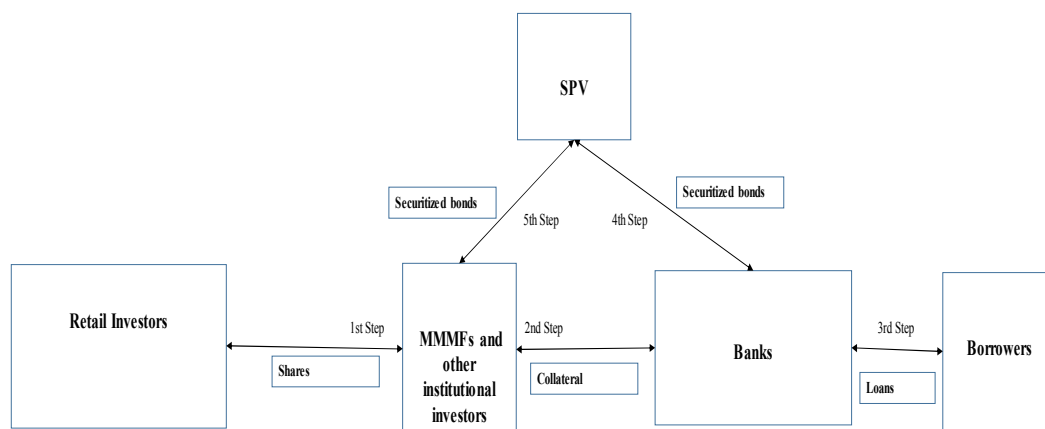 SPV
Securitized bonds
Securitized bonds
5th Step
4th Step
Retail Investors
1st Step
MMMFs and
other
institutional
investors
2nd Step
Banks
3rd Step
Borrowers
Shares
Collateral
Loans